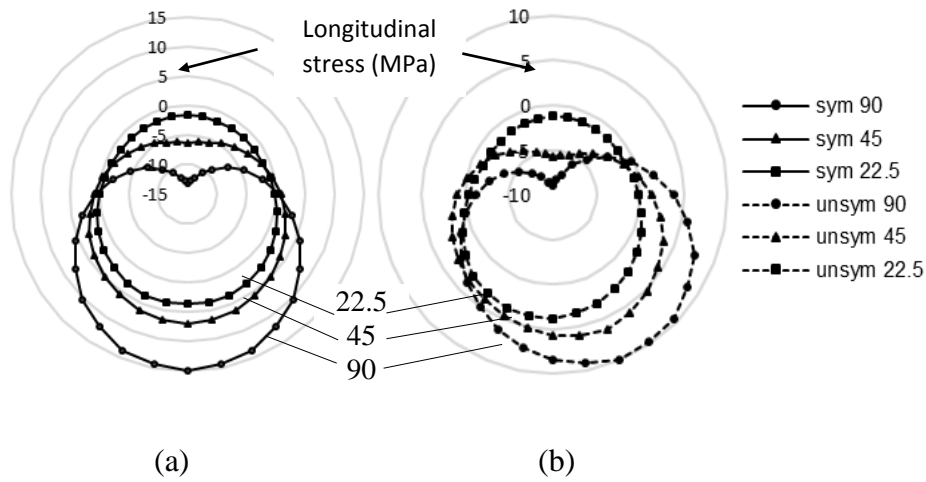 15
10
5
0
-5
-10
-15
Longitudinal
stress (MPa)
10
5
0
-5
-10
sym 90
sym 45
sym 22.5
unsym 90
unsym 45
unsym 22.5
22.5
45
90
(a)
(b)